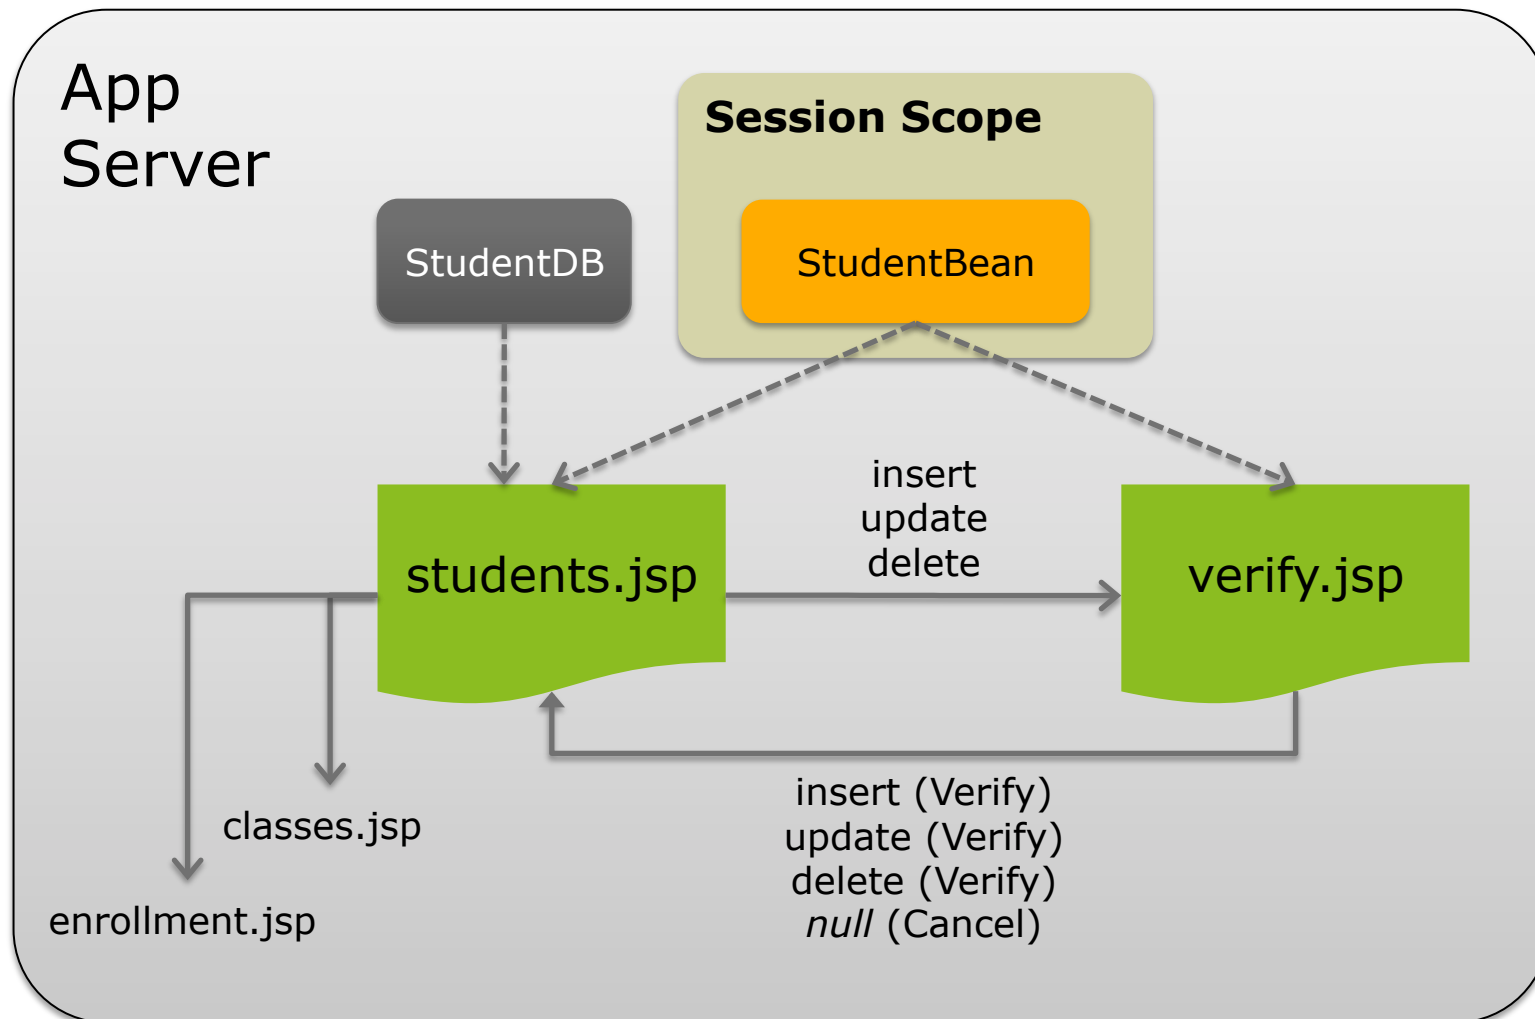 App
Server
Session Scope
StudentDB
StudentBean
insert
update
delete
students.jsp
verify.jsp
insert (Verify)
update (Verify)
delete (Verify)
null (Cancel)
classes.jsp
enrollment.jsp